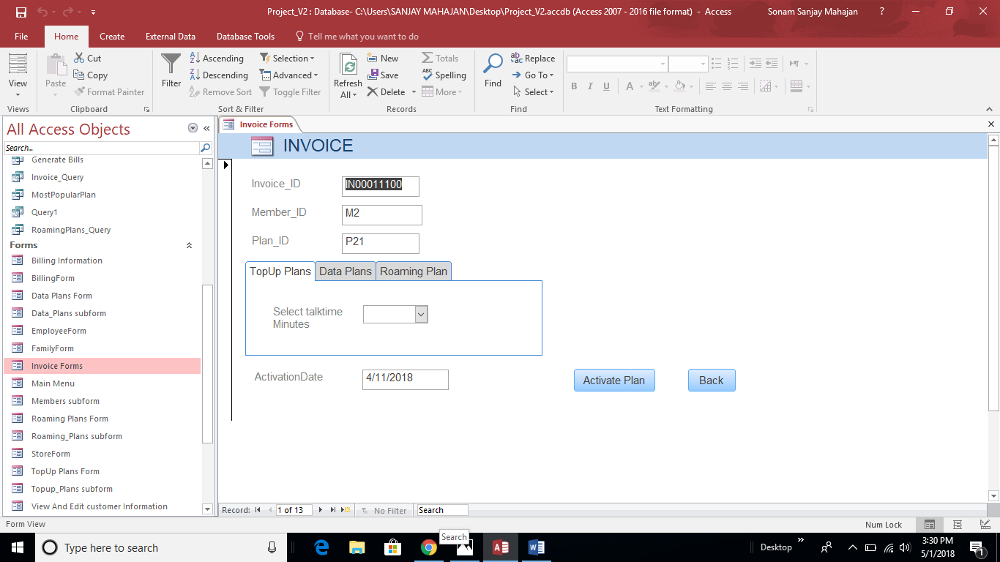 Project_V2 : Database- C:\Users\SANJAY MAHAJAN\Desktop\Project_V2.accdb (Access 2007 - 2016 file format) - Access Sonam Sanjay Mahajan ?
File Home Create External Data Database Tools Tell me what you want to do
View
Views
Paste
Cut
Copy
Format Painter
Clipboard
Filter
Ascending
Descending
Remove Sort
Selection
Advanced
Toggle Filter
Sort & Filter
Refresh
All
New
Save
Delete
Totals
Spelling
More
Records
Find
Replace
Go To
Select
Find
B I U A ab
Text Formatting
All Access Objects
Search...
Generate Bills
Invoice_Query
MostPopularPlan
Query1
RoamingPlans_Query
Forms
Billing Information
BillingForm
Data Plans Form
Data_Plans subform
EmployeeForm
FamilyForm
Invoice Forms
Main Menu
Members subform
Roaming Plans Form
Roaming_Plans subform
StoreForm
TopUp Plans Form
Topup_Plans subform
View And Edit customer Information
Invoice Forms
INVOICE
Invoice_ID IN00011100
Member_ID M2
Plan_ID P21
TopUp Plans Data Plans Roaming Plan
Select talktime
Minutes
ActivationDate 4/11/2018 Activate Plan Back
Record: 1 of 13 No Filter Search
Form View Num Lock
Search
Type here to search
Desktop
3:30 PM
5/1/2018
1